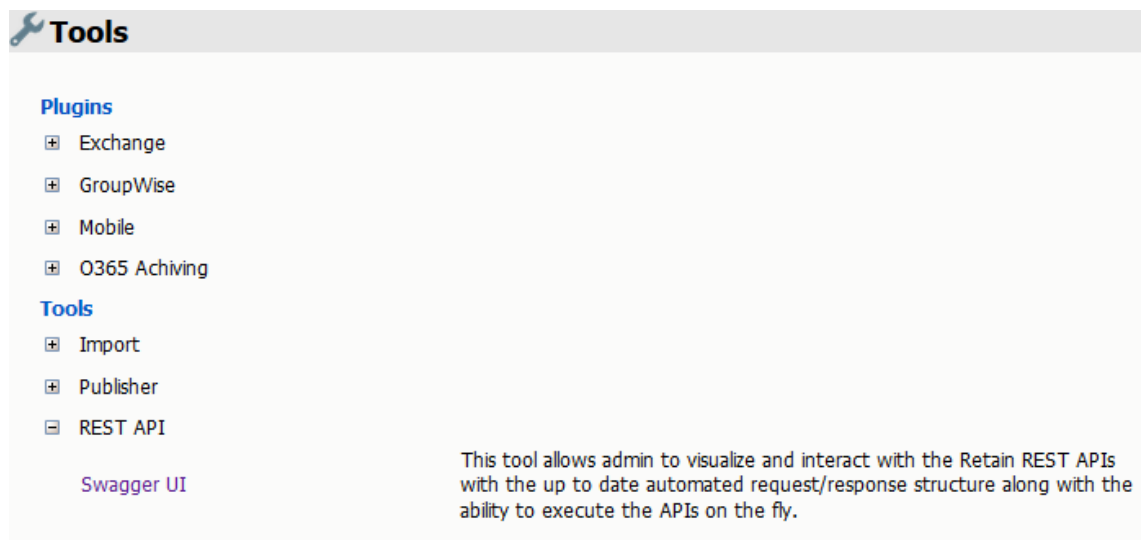 Tools
Plugins
Exchange
GroupWise
Mobile
O365 Achiving
Tools
Import
Publisher
REST API
Swagger UI
This tool allows admin to visualize and interact with the Retain REST APIs
with the up to date automated request/response structure along with the
ability to execute the APIs on the fly.